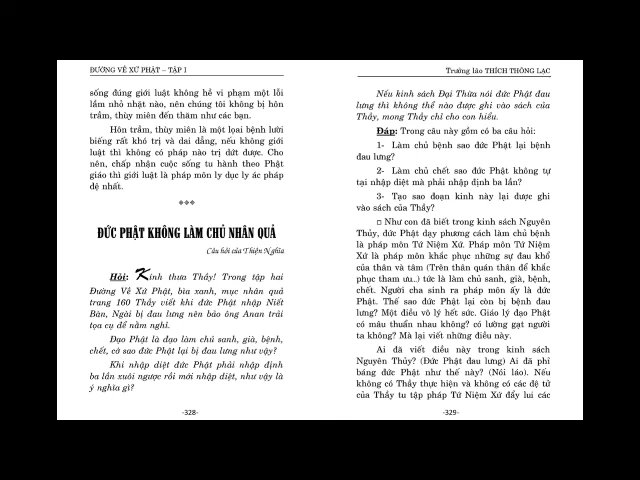 ĐƯỜNG VỀ XỨ PHẬT – TẬP I
sống đúng giới luật không hề vi phạm một lỗi
lầm nhỏ nhặt nào, nên chúng tôi không bị hôn
trầm, thùy miên đến thăm như các bạn.
Hôn trầm, thùy miên là một loại bệnh lười
biếng rất khó trị và dai dẳng, nếu không giới
luật thì không có pháp nào trị dứt được. Cho
nên, chấp nhận cuộc sống tu hành theo Phật
giáo thì giới luật là pháp môn ly dục ly ác pháp
đệ nhất.
***
ĐỨC PHẬT KHÔNG LÀM CHỦ NHÂN QUẢ
Câu hỏi của Thiện Nghĩa
Hỏi: Kính thưa Thầy! Trong tập hai
Đường Về Xứ Phật, bìa xanh, mục nhân quả
trang 160 Thầy viết khi đức Phật nhập Niết
Bàn, Ngài bị đau lưng nên bảo ông Anan trải
tọa cụ để nằm nghỉ.
Đạo Phật là đạo làm chủ sanh, già, bệnh,
chết, cớ sao đức Phật lại bị đau lưng như vậy?
Khi nhập diệt đức Phật phải nhập định
ba lần xuôi ngược rồi mới nhập diệt, như vậy là
ý nghĩa gì?
-328-
Trưởng lão THÍCH THÔNG LẠC
Nếu kinh sách Đại Thừa nói đức Phật đau
lưng thì không thể nào được ghi vào sách của
Thầy, mong Thầy chỉ cho con hiểu.
Đáp: Trong câu này gồm có ba câu hỏi:
1- Làm chủ bệnh sao đức Phật lại bệnh
đau lưng?
2- Làm chủ chết sao đức Phật không tự
tại nhập diệt mà phải nhập định ba lần?
3- Tạo sao đoạn kinh này lại được ghi
vào sách của Thầy?
□ Như con đã biết trong kinh sách Nguyên
Thủy, đức Phật dạy phương cách làm chủ bệnh
là pháp môn Tứ Niệm Xứ. Pháp môn Tứ Niệm
Xứ là pháp môn khắc phục những sự đau khổ
của thân và tâm (Trên thân quán thân để khắc
phục tham ưu..) tức là làm chủ sanh, già, bệnh,
chết. Người cha sinh ra pháp môn ấy là đức
Phật. Thế sao đức Phật lại còn bị bệnh đau
lưng? Một điều vô lý hết sức. Giáo lý đạo Phật
có mâu thuẫn nhau không? có lường gạt người
ta không? Mà lại viết những điều này.
Ai đã viết điều này trong kinh sách
Nguyên Thủy? (Đức Phật đau lưng) Ai đã phỉ
báng đức Phật như thế này? (Nói láo). Nếu
không có Thầy thực hiện và không có các đệ tử
của Thầy tu tập pháp Tứ Niệm Xứ đẩy lui các
-329-